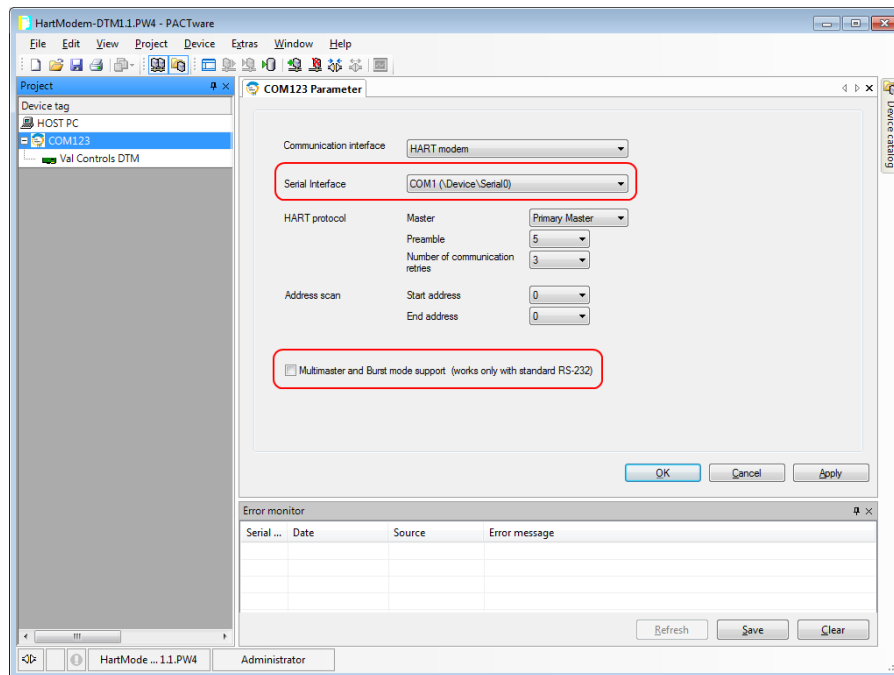 HartModem-DTM1.1.PW4 - PACTware
File Edit View Project Device Extras Window Help
Project
COM123 Parameter
Device tag
HOST PC
COM123
Val Controls DTM
Device catalog
Communication interface HART modem
Serial Interface COM1 (\Device\Serial0)
HART protocol Master Primary Master
Preamble 5
Number of communication
retries 3
Address scan Start address 0
End address 0
Multimaster and Burst mode support (works only with standard RS-232)
OK Cancel Apply
Error monitor
Serial ... Date Source Error message
Refresh Save Clear
HartMode ... 1.1.PW4 Administrator